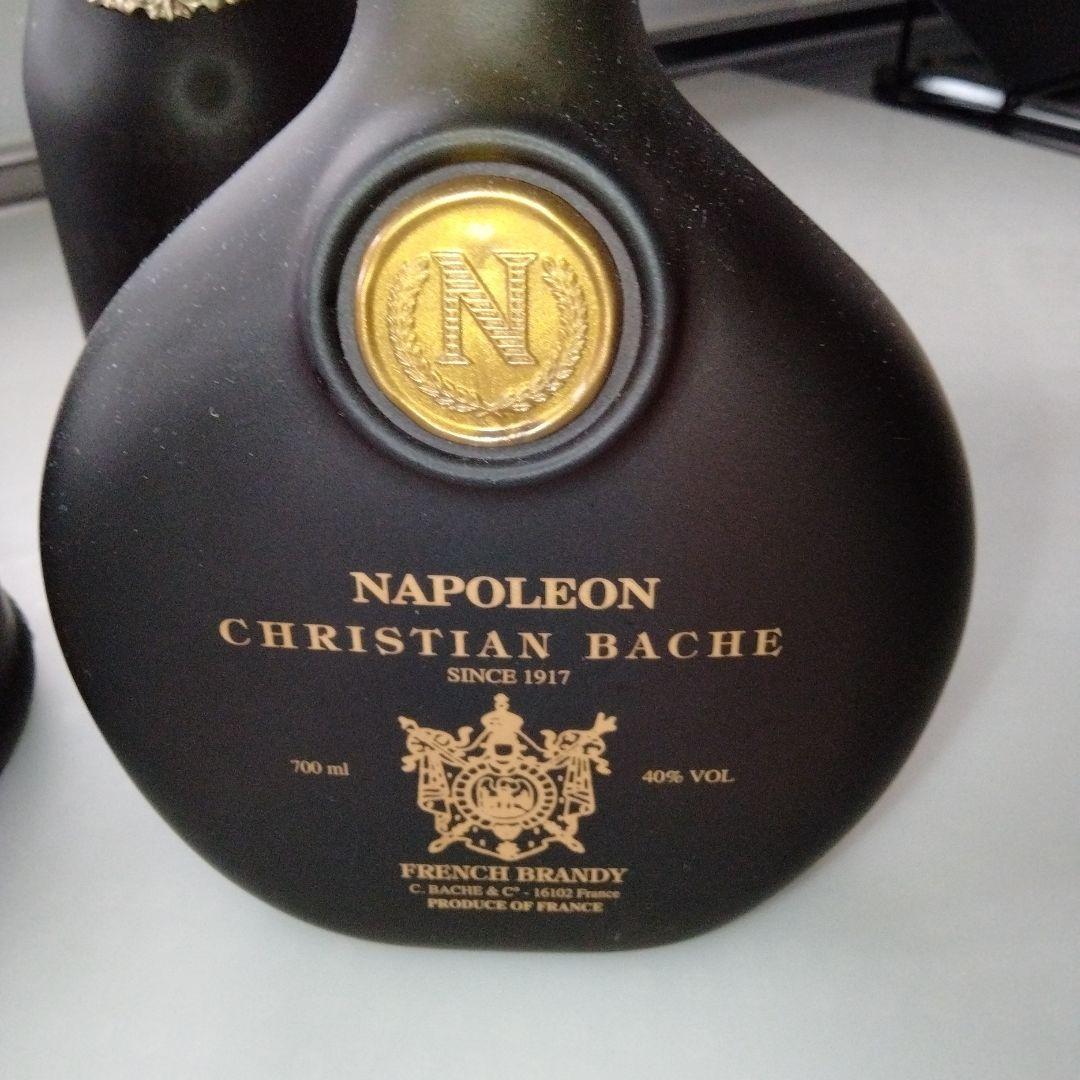 N
NAPOLEON
CHRISTIAN BACHE
SINCE 1917
700 ml
40% VOL
FRENCH BRANDY
C. BACHE & C° - 16102 France
PRODUCE OF FRANCE